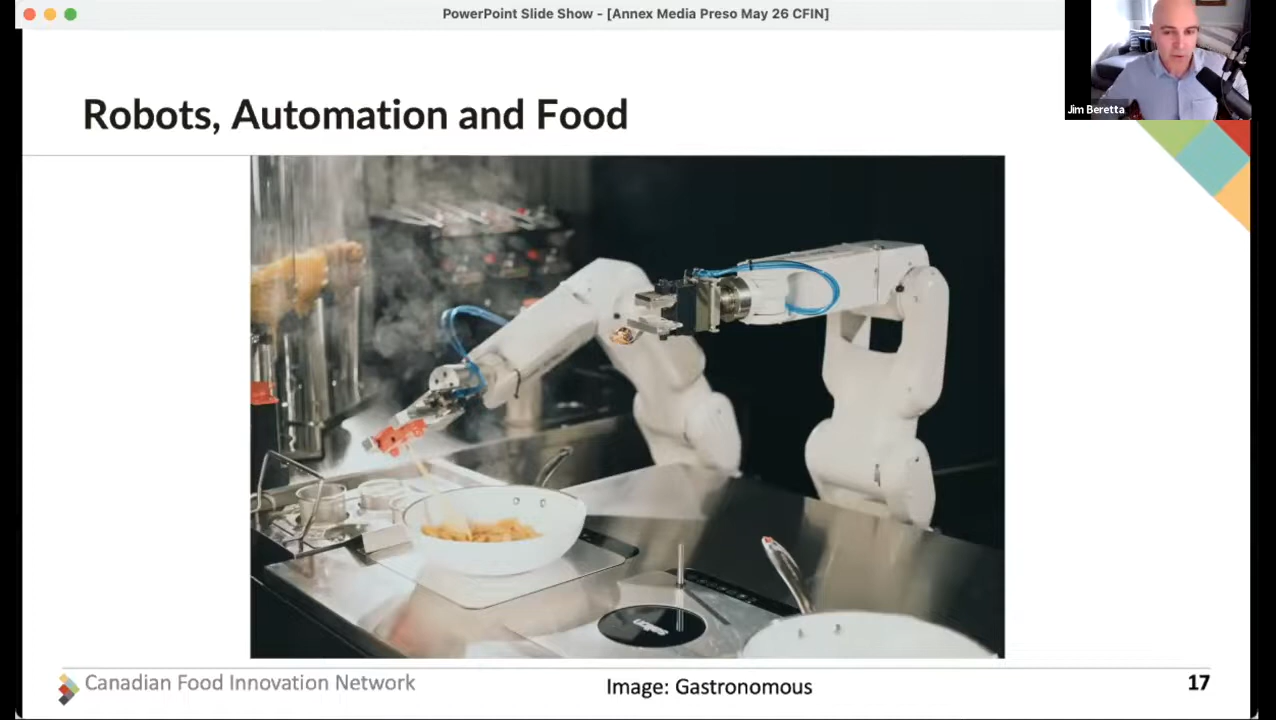 PowerPoint Slide Show - [Annex Media Preso May 26 CFIN]
Jim Beretta
Robots, Automation and Food
Canadian Food Innovation Network
Image: Gastronomous
17